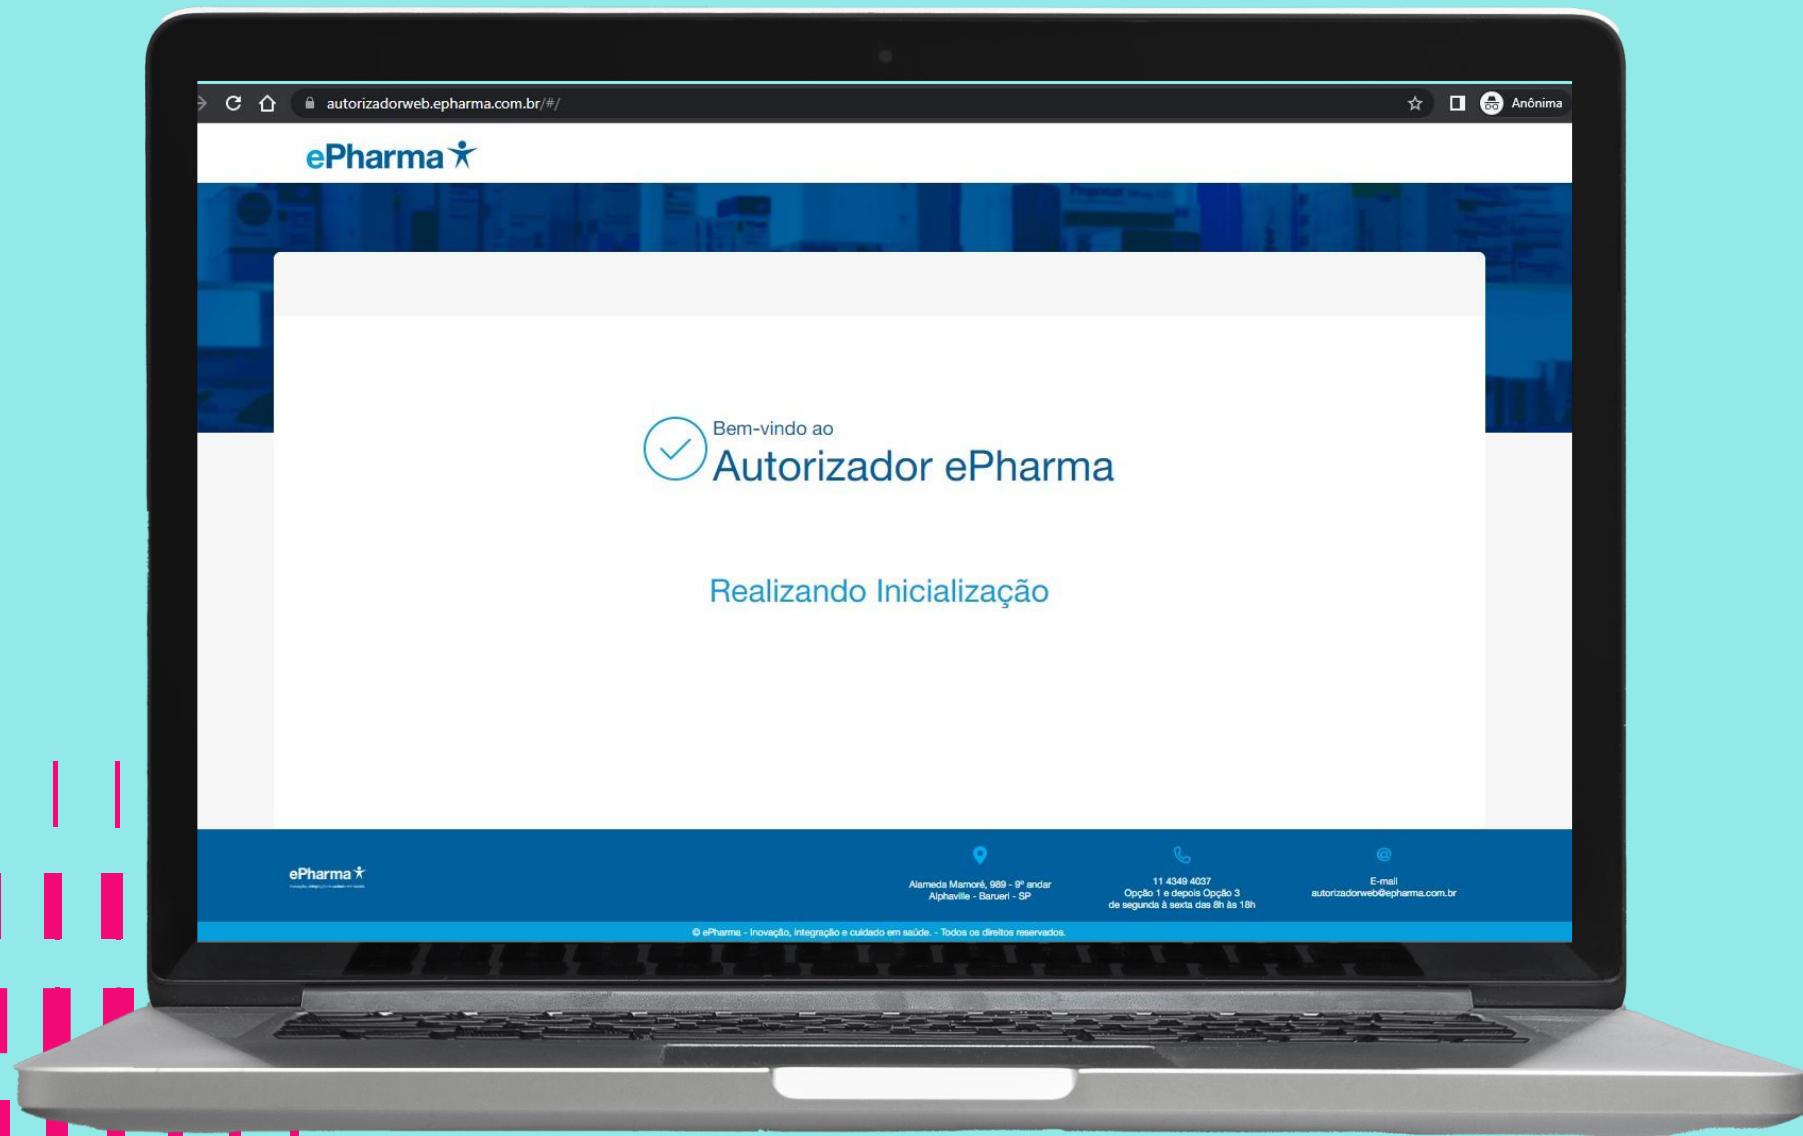 autorizadorweb.epharma.com.br/#/
Anônima
ePharma
Bem-vindo ao
Autorizador ePharma
Realizando Inicialização
ePharma
Alameda Mamoré, 989 - 9º andar
Alphaville - Barueri - SP
11 4349 4037
Opção 1 e depois Opção 3
de segunda à sexta das 8h às 18h
E-mail
autorizadorweb@epharma.com.br
© ePharma - Inovação, integração e cuidado em saúde. - Todos os direitos reservados.